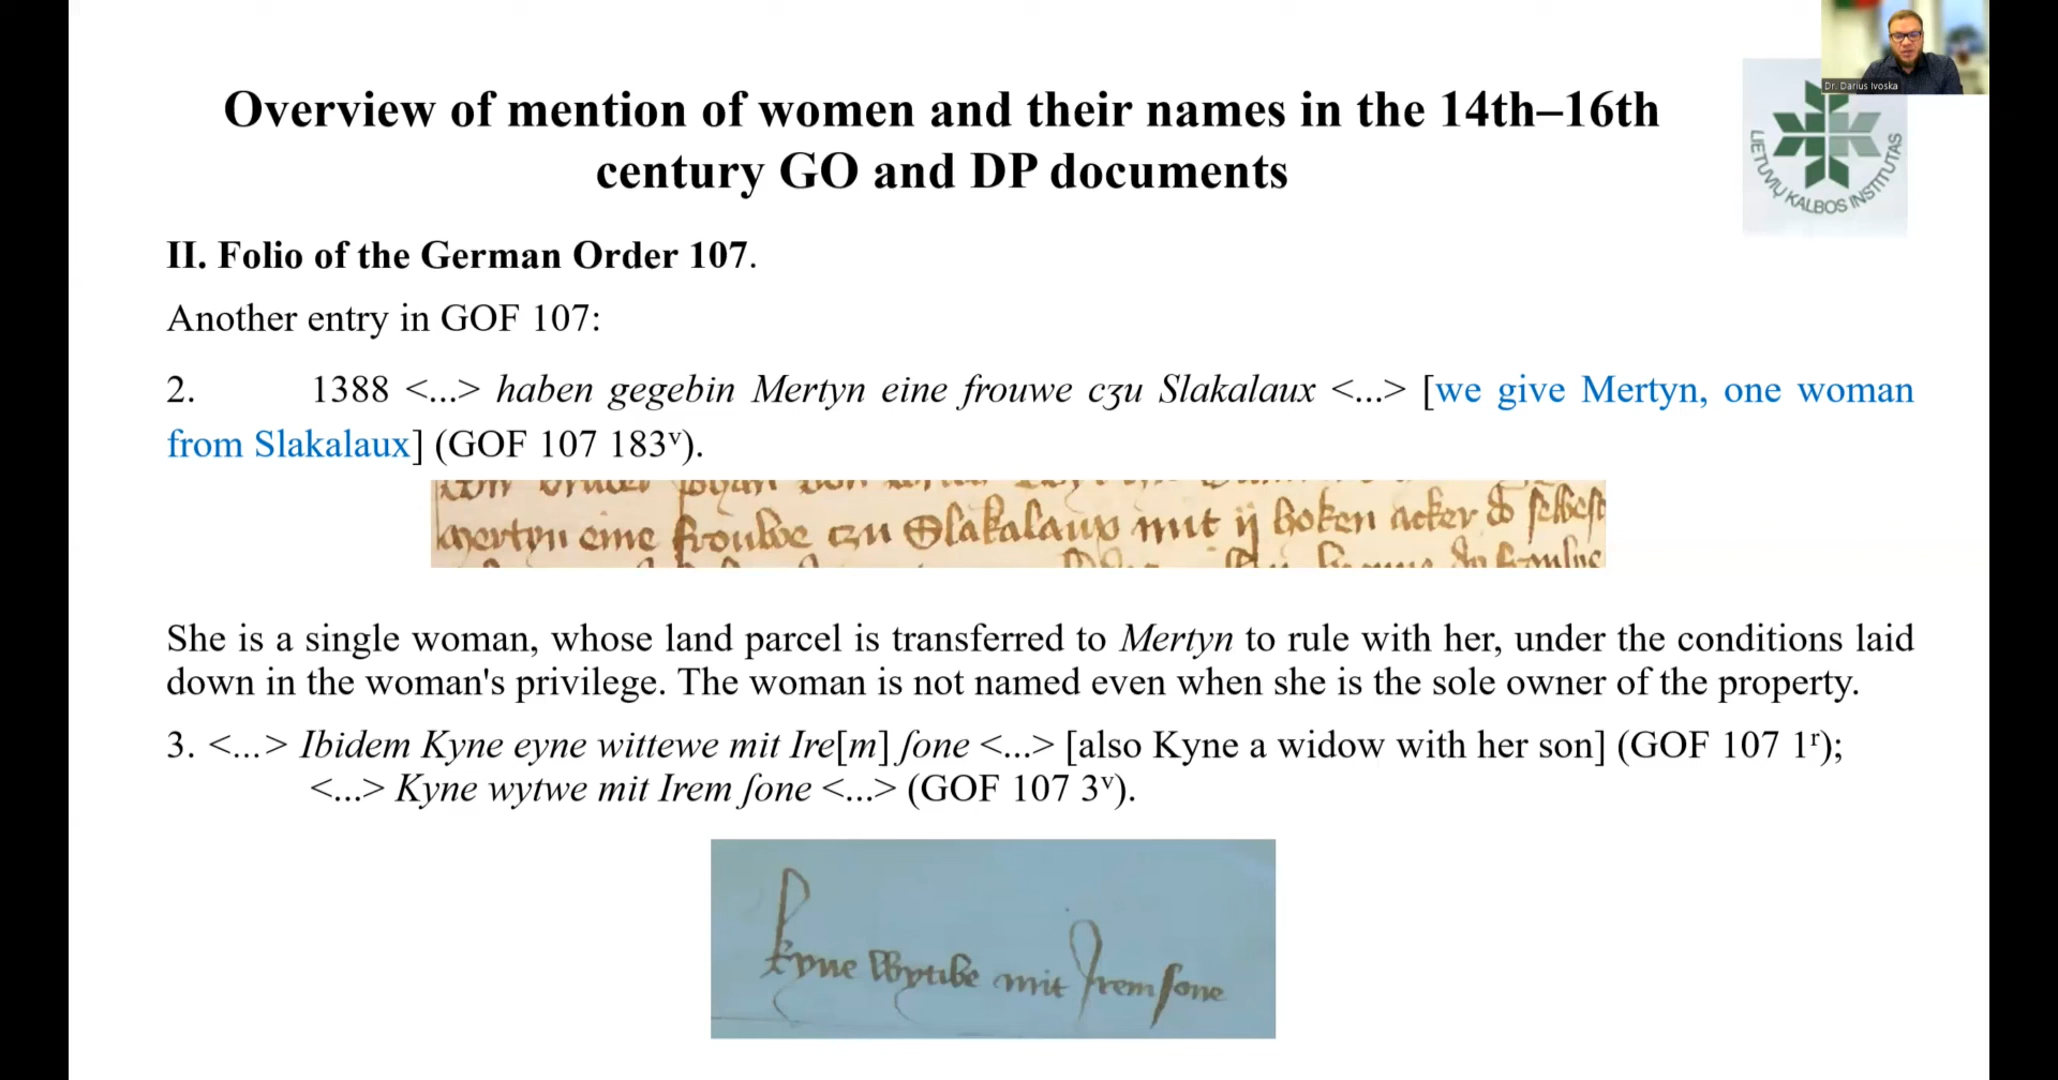 Dr. Darius Ivoska
Overview of mention of women and their names in the 14th–16th
century GO and DP documents
LIETUVIŲ KALBOS INSTITUTAS
II. Folio of the German Order 107.
Another entry in GOF 107:
2. 1388 <...> haben gegebin Mertyn eine frouwe cʒu Slakalaux <...> [we give Mertyn, one woman
from Slakalaux] (GOF 107 183ᵛ).
Mertyn eine frouwe czu Slakalaux mit ij hoken acker do selbest
She is a single woman, whose land parcel is transferred to Mertyn to rule with her, under the conditions laid
down in the woman's privilege. The woman is not named even when she is the sole owner of the property.
3. <...> Ibidem Kyne eyne wittewe mit Ire[m] ſone <...> [also Kyne a widow with her son] (GOF 107 1ʳ);
<...> Kyne wytwe mit Irem ſone <...> (GOF 107 3ᵛ).
Kyne wytwe mit Irem ſone